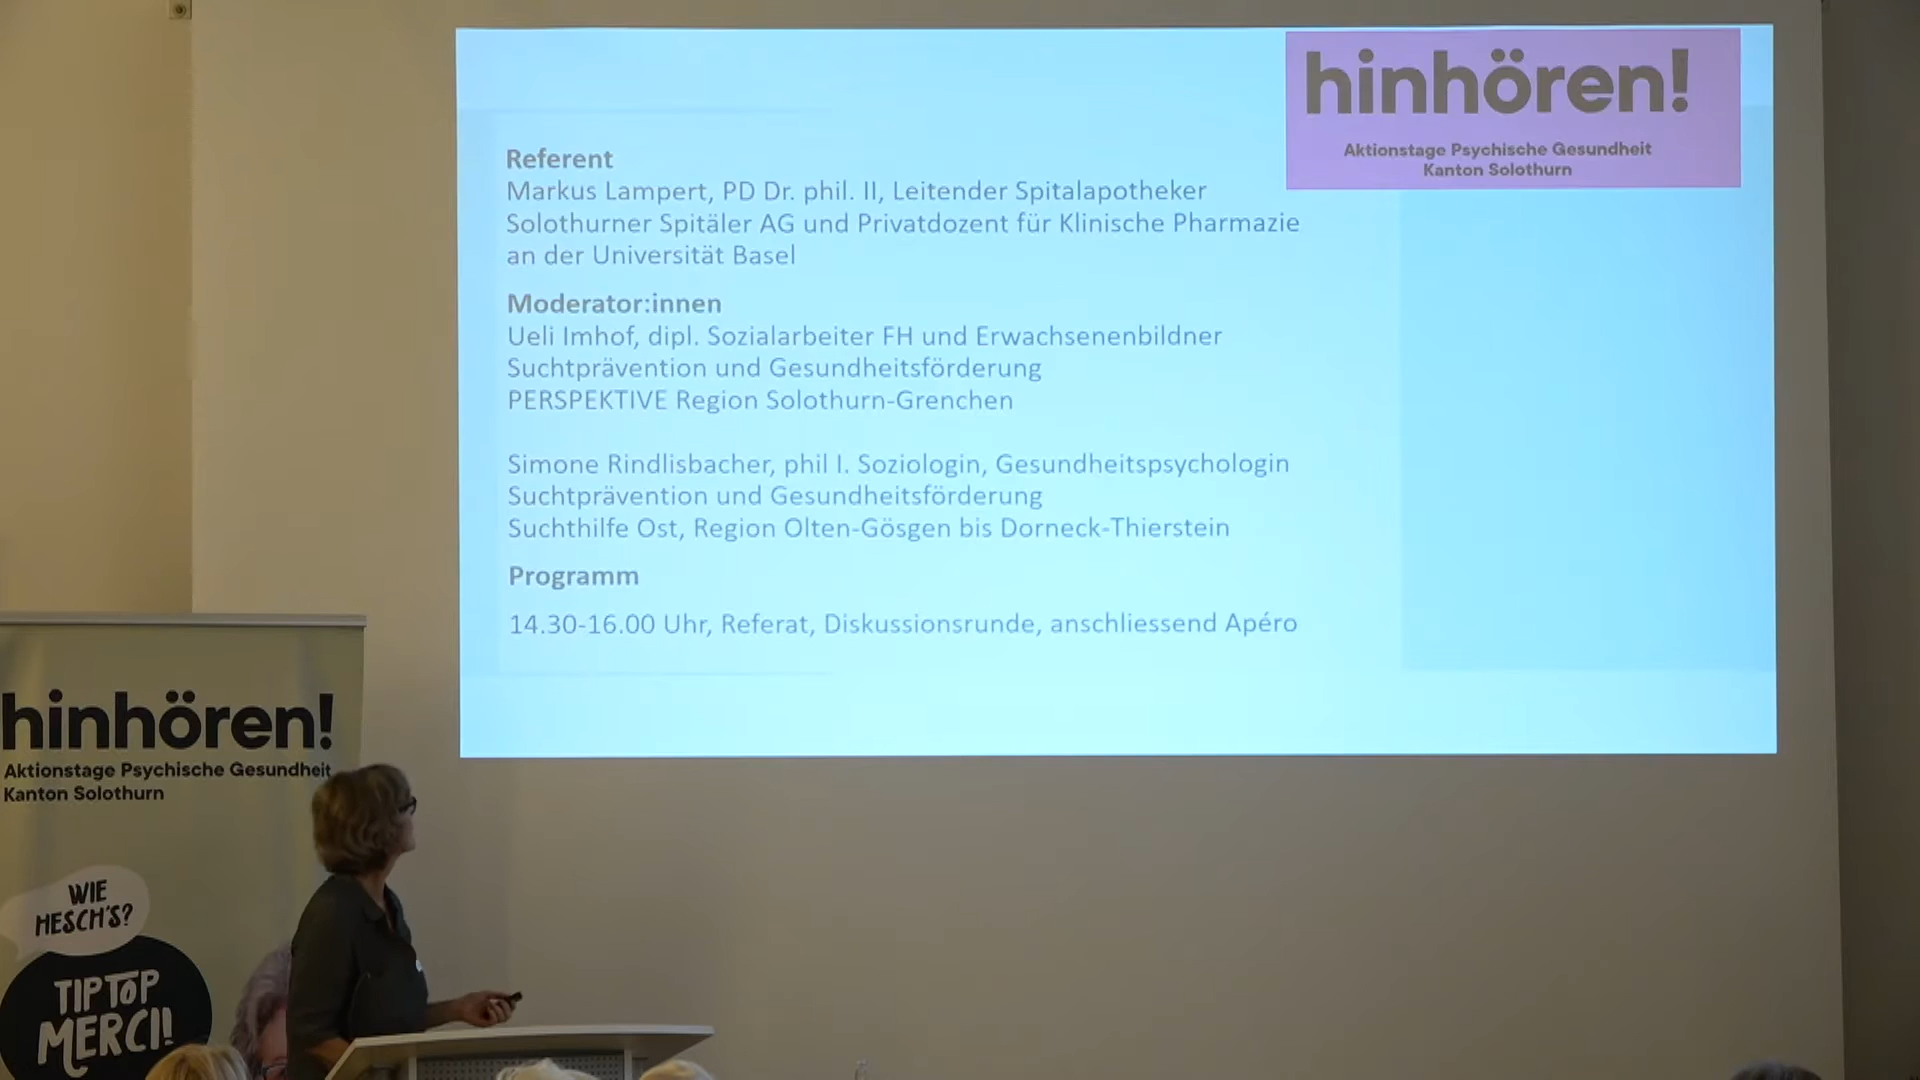 hinhören!
Aktionstage Psychische Gesundheit
Kanton Solothurn
Referent
Markus Lampert, PD Dr. phil. II, Leitender Spitalapotheker
Solothurner Spitäler AG und Privatdozent für Klinische Pharmazie
an der Universität Basel
Moderator:innen
Ueli Imhof, dipl. Sozialarbeiter FH und Erwachsenenbildner
Suchtprävention und Gesundheitsförderung
PERSPEKTIVE Region Solothurn-Grenchen
Simone Rindlisbacher, phil I. Soziologin, Gesundheitspsychologin
Suchtprävention und Gesundheitsförderung
Suchthilfe Ost, Region Olten-Gösgen bis Dorneck-Thierstein
Programm
14.30-16.00 Uhr, Referat, Diskussionsrunde, anschliessend Apéro
hinhören!
Aktionstage Psychische Gesundheit
Kanton Solothurn
WIE
HESCH'S?
TIP TOP
MERCI!